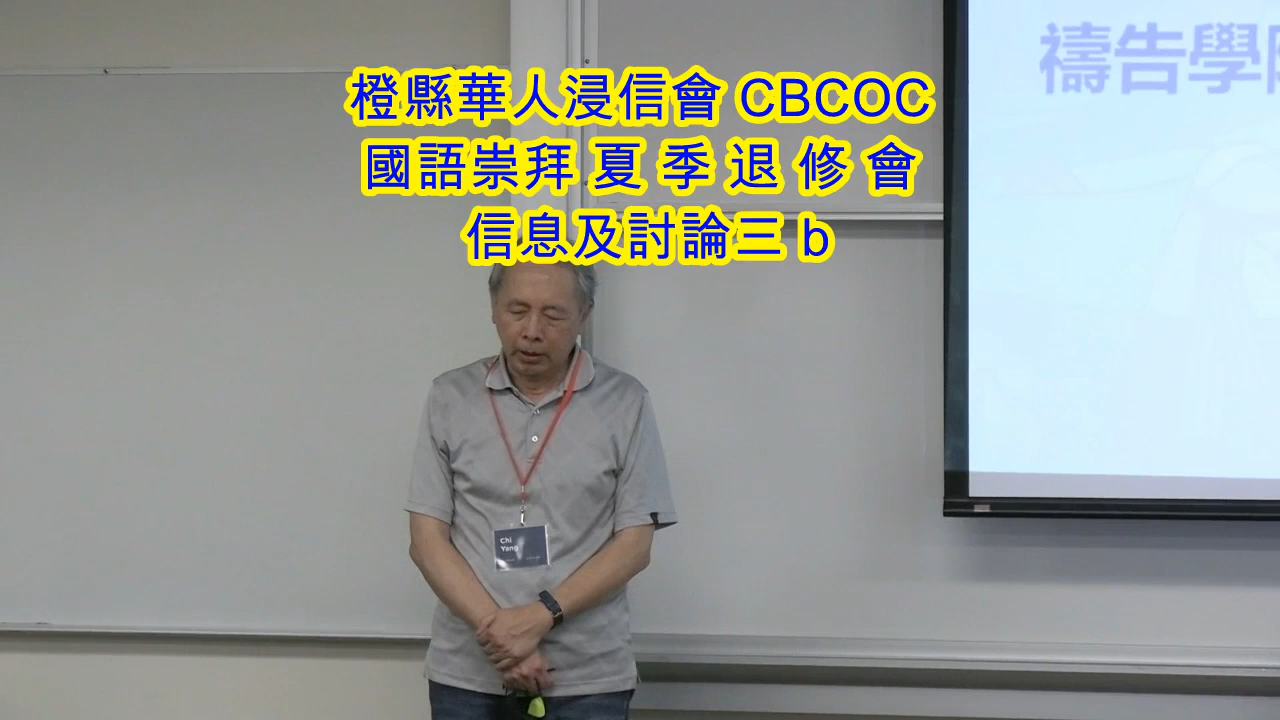 橙縣華人浸信會 CBCOC
國語崇拜 夏 季 退 修 會
信息及討論三 b
禱告學院
Chi
Yang